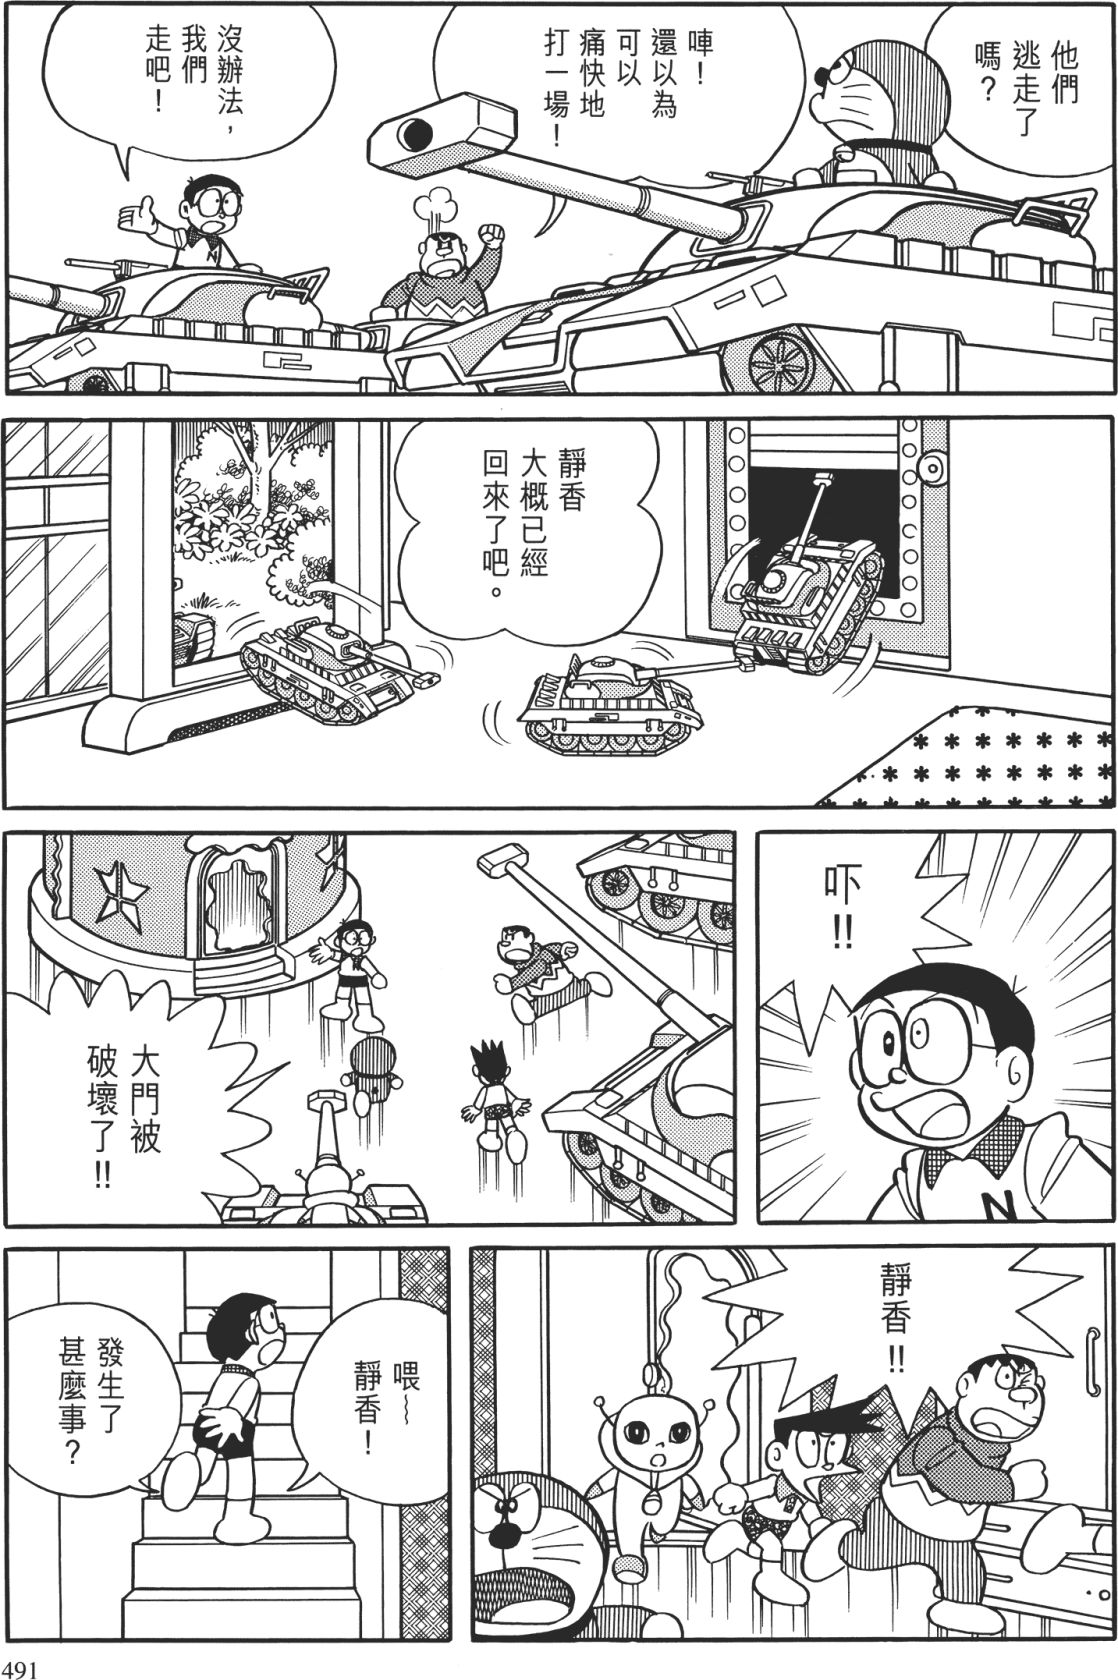 他們
逃走了
嗎？
唓！
還以為
可以
痛快地
打一場！
沒辦法，
我們
走吧！
靜香
大概已經
回來了吧。
吓!!
大門被
破壞了!!
靜香!!
喂~
靜香！
發生了
甚麼事？
N
N
491